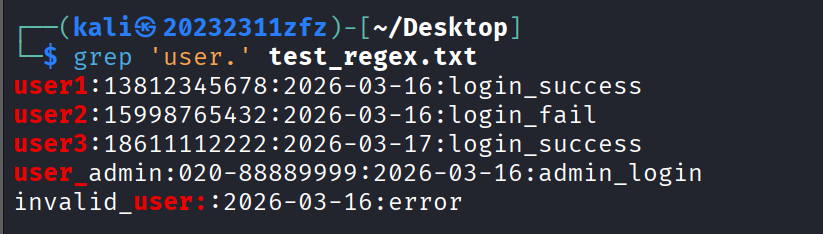 ┌──(kali㉿20232311zfz)-[~/Desktop]
└─$ grep 'user.' test_regex.txt
user1:13812345678:2026-03-16:login_success
user2:15998765432:2026-03-16:login_fail
user3:18611112222:2026-03-17:login_success
user_admin:020-88889999:2026-03-16:admin_login
invalid_user::2026-03-16:error